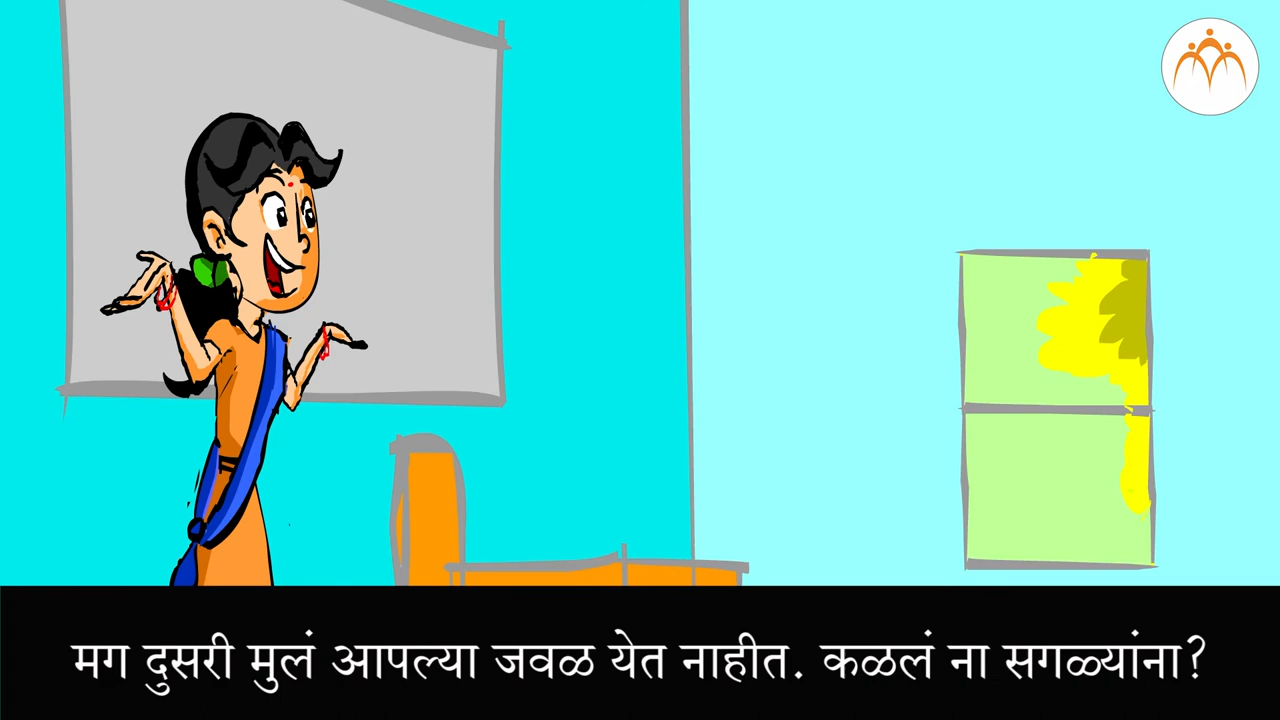 मग दुसरी मुलं आपल्या जवळ येत नाहीत. कळलं ना सगळ्यांना?